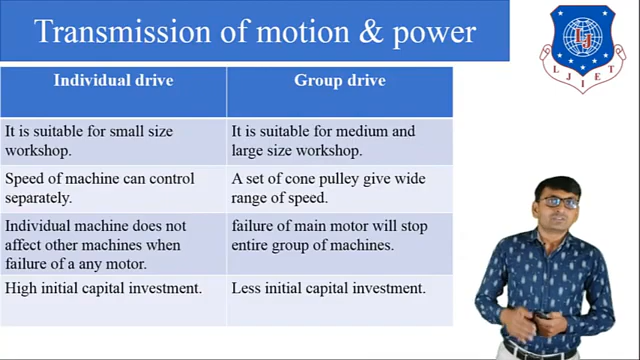 Transmission of motion & power
Individual drive
Group drive
It is suitable for small size
workshop.
It is suitable for medium and
large size workshop.
Speed of machine can control
separately.
A set of cone pulley give wide
range of speed.
Individual machine does not
affect other machines when
failure of a any motor.
failure of main motor will stop
entire group of machines.
High initial capital investment.
Less initial capital investment.
LJ
LJIET